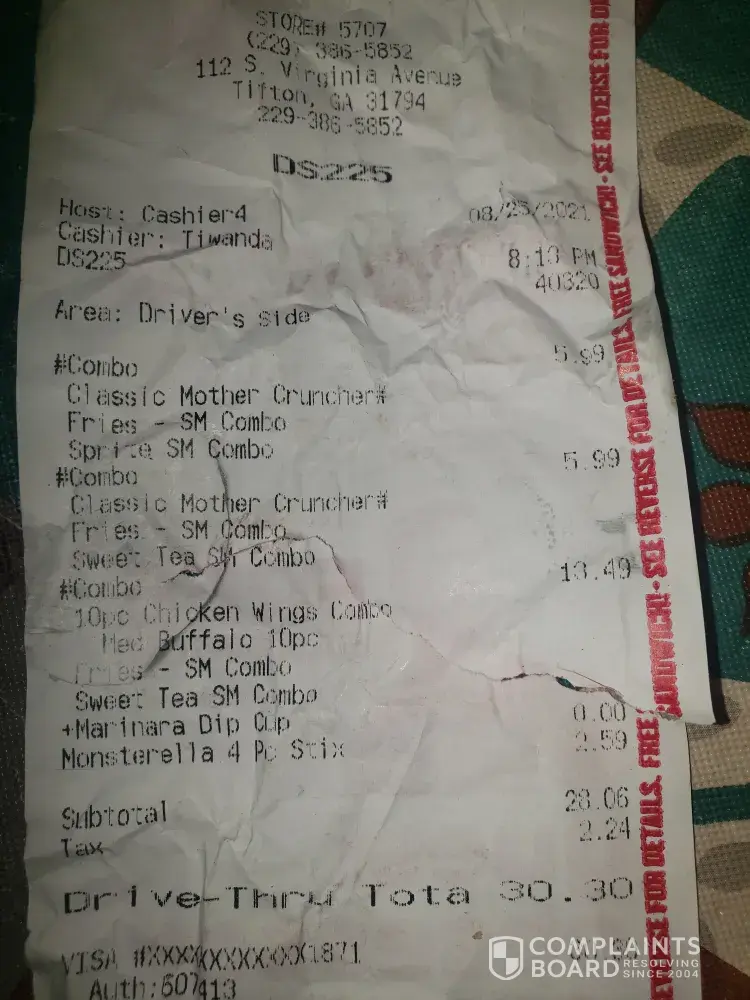 STORE# 5707
(229) 386-5852
112 S. Virginia Avenue
Tifton, GA 31794
229-386-5852
DS225
Host: Cashier4 08/25/2021
Cashier: Tiwanda
DS225 8:13 PM
40320
Area: Driver's Side
#Combo 5.99
Classic Mother Cruncher#
Fries - SM Combo
Sprite SM Combo
#Combo 5.99
Classic Mother Cruncher#
Fries - SM Combo
Sweet Tea SM Combo
#Combo 13.49
10pc Chicken Wings Combo
Med Buffalo 10pc
Fries - SM Combo
Sweet Tea SM Combo
+Marinara Dip Cup 0.00
Monsterella 4 Pc Stix 2.59
Subtotal 28.06
Tax 2.24
Drive-Thru Tota 30.30
VISA #XXXXXXXXXXXX1871
Auth:607413
SEE REVERSE FOR DETAILS. FREE SANDWICH! • SEE REVERSE FOR DETAILS. FREE SANDWICH! • SEE REVERSE FOR
COMPLAINTS
BOARD RESOLVING
SINCE 2004